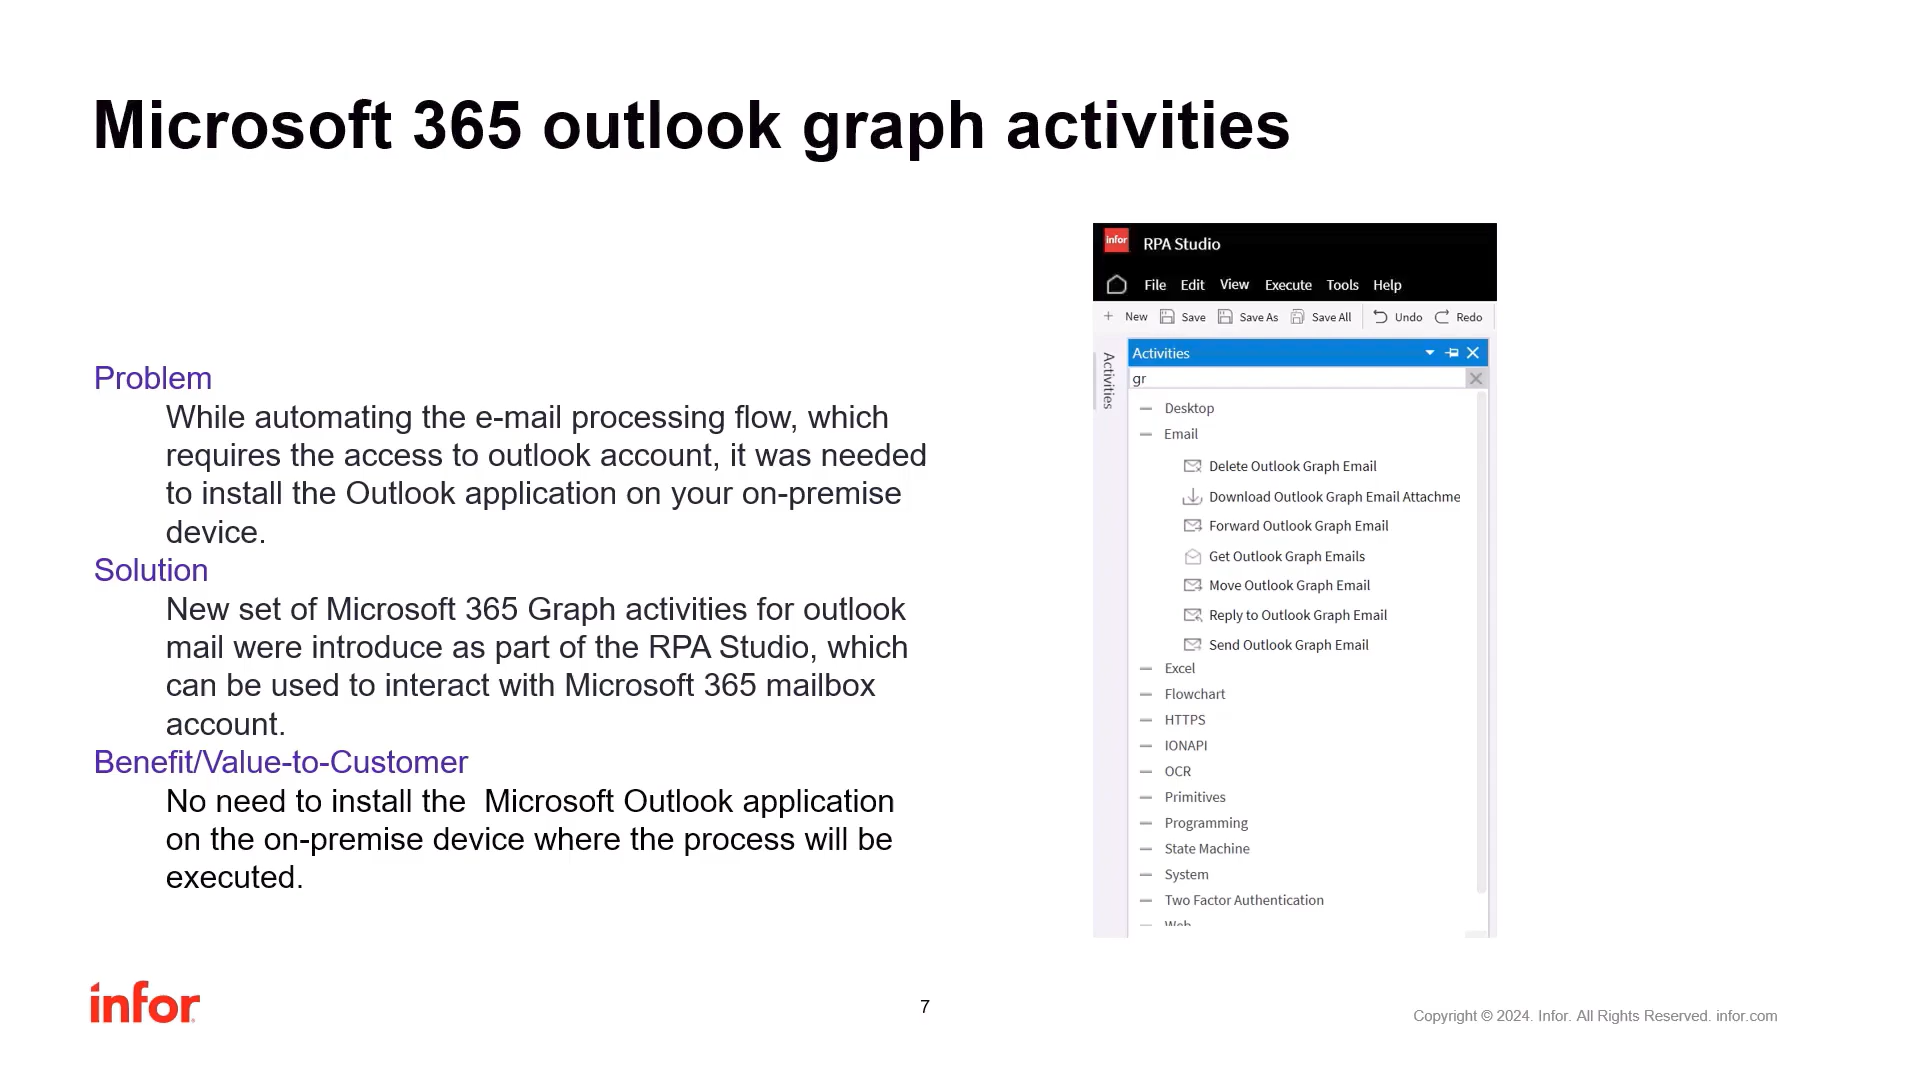 Microsoft 365 outlook graph activities
Problem
While automating the e-mail processing flow, which
requires the access to outlook account, it was needed
to install the Outlook application on your on-premise
device.
Solution
New set of Microsoft 365 Graph activities for outlook
mail were introduce as part of the RPA Studio, which
can be used to interact with Microsoft 365 mailbox
account.
Benefit/Value-to-Customer
No need to install the  Microsoft Outlook application
on the on-premise device where the process will be
executed.
infor RPA Studio
File Edit View Execute Tools Help
New Save Save As Save All Undo Redo
Activities
Activities
gr
Desktop
Email
Delete Outlook Graph Email
Download Outlook Graph Email Attachme
Forward Outlook Graph Email
Get Outlook Graph Emails
Move Outlook Graph Email
Reply to Outlook Graph Email
Send Outlook Graph Email
Excel
Flowchart
HTTPS
IONAPI
OCR
Primitives
Programming
State Machine
System
Two Factor Authentication
Web
infor
7
Copyright © 2024. Infor. All Rights Reserved. infor.com